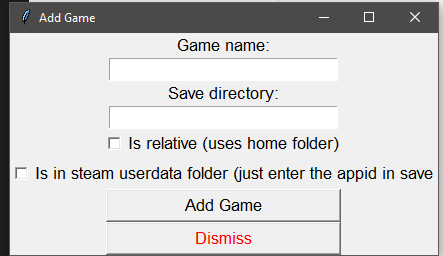 Add Game
Game name:
Save directory:
Is relative (uses home folder)
Is in steam userdata folder (just enter the appid in save
Add Game
Dismiss